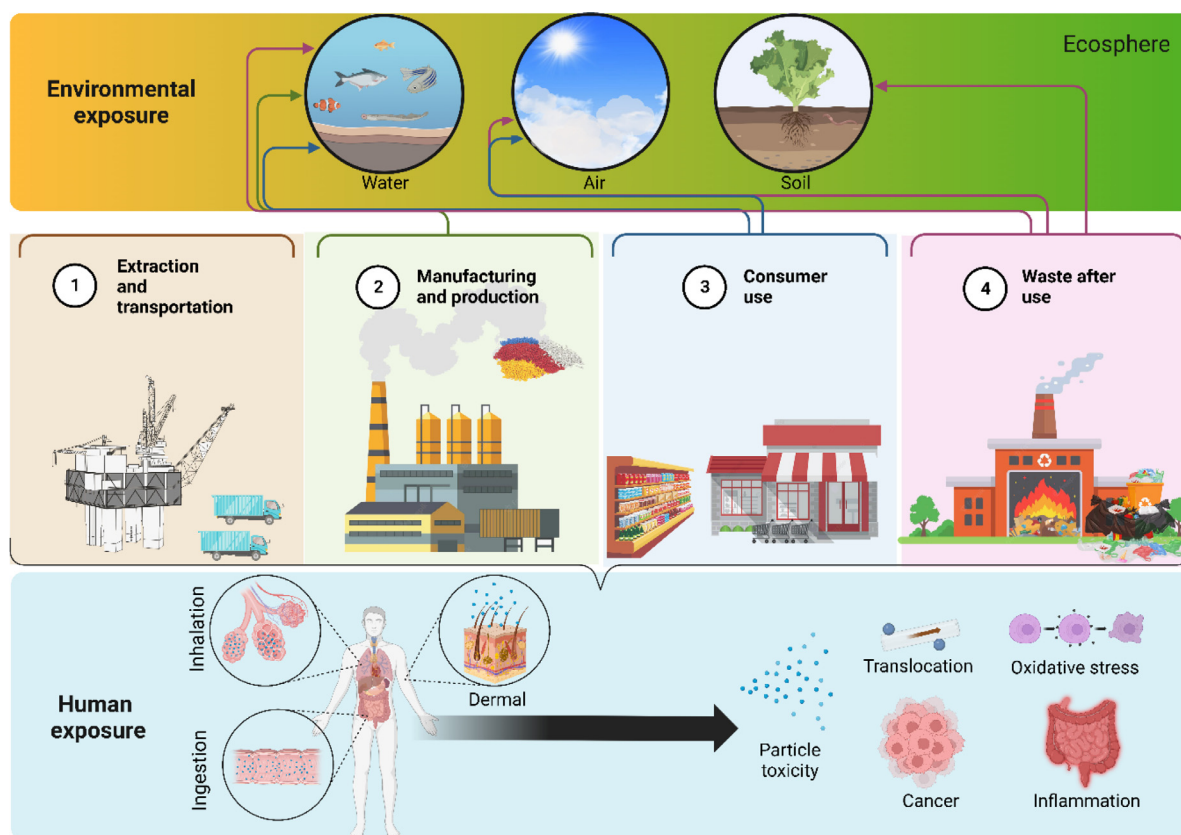 Ecosphere
Environmental
exposure
Water
Air
Soil
1
Extraction
and
transportation
2
Manufacturing
and production
3
Consumer
use
4
Waste after
use
Human
exposure
Inhalation
Ingestion
Dermal
Particle
toxicity
Translocation
Oxidative stress
Cancer
Inflammation